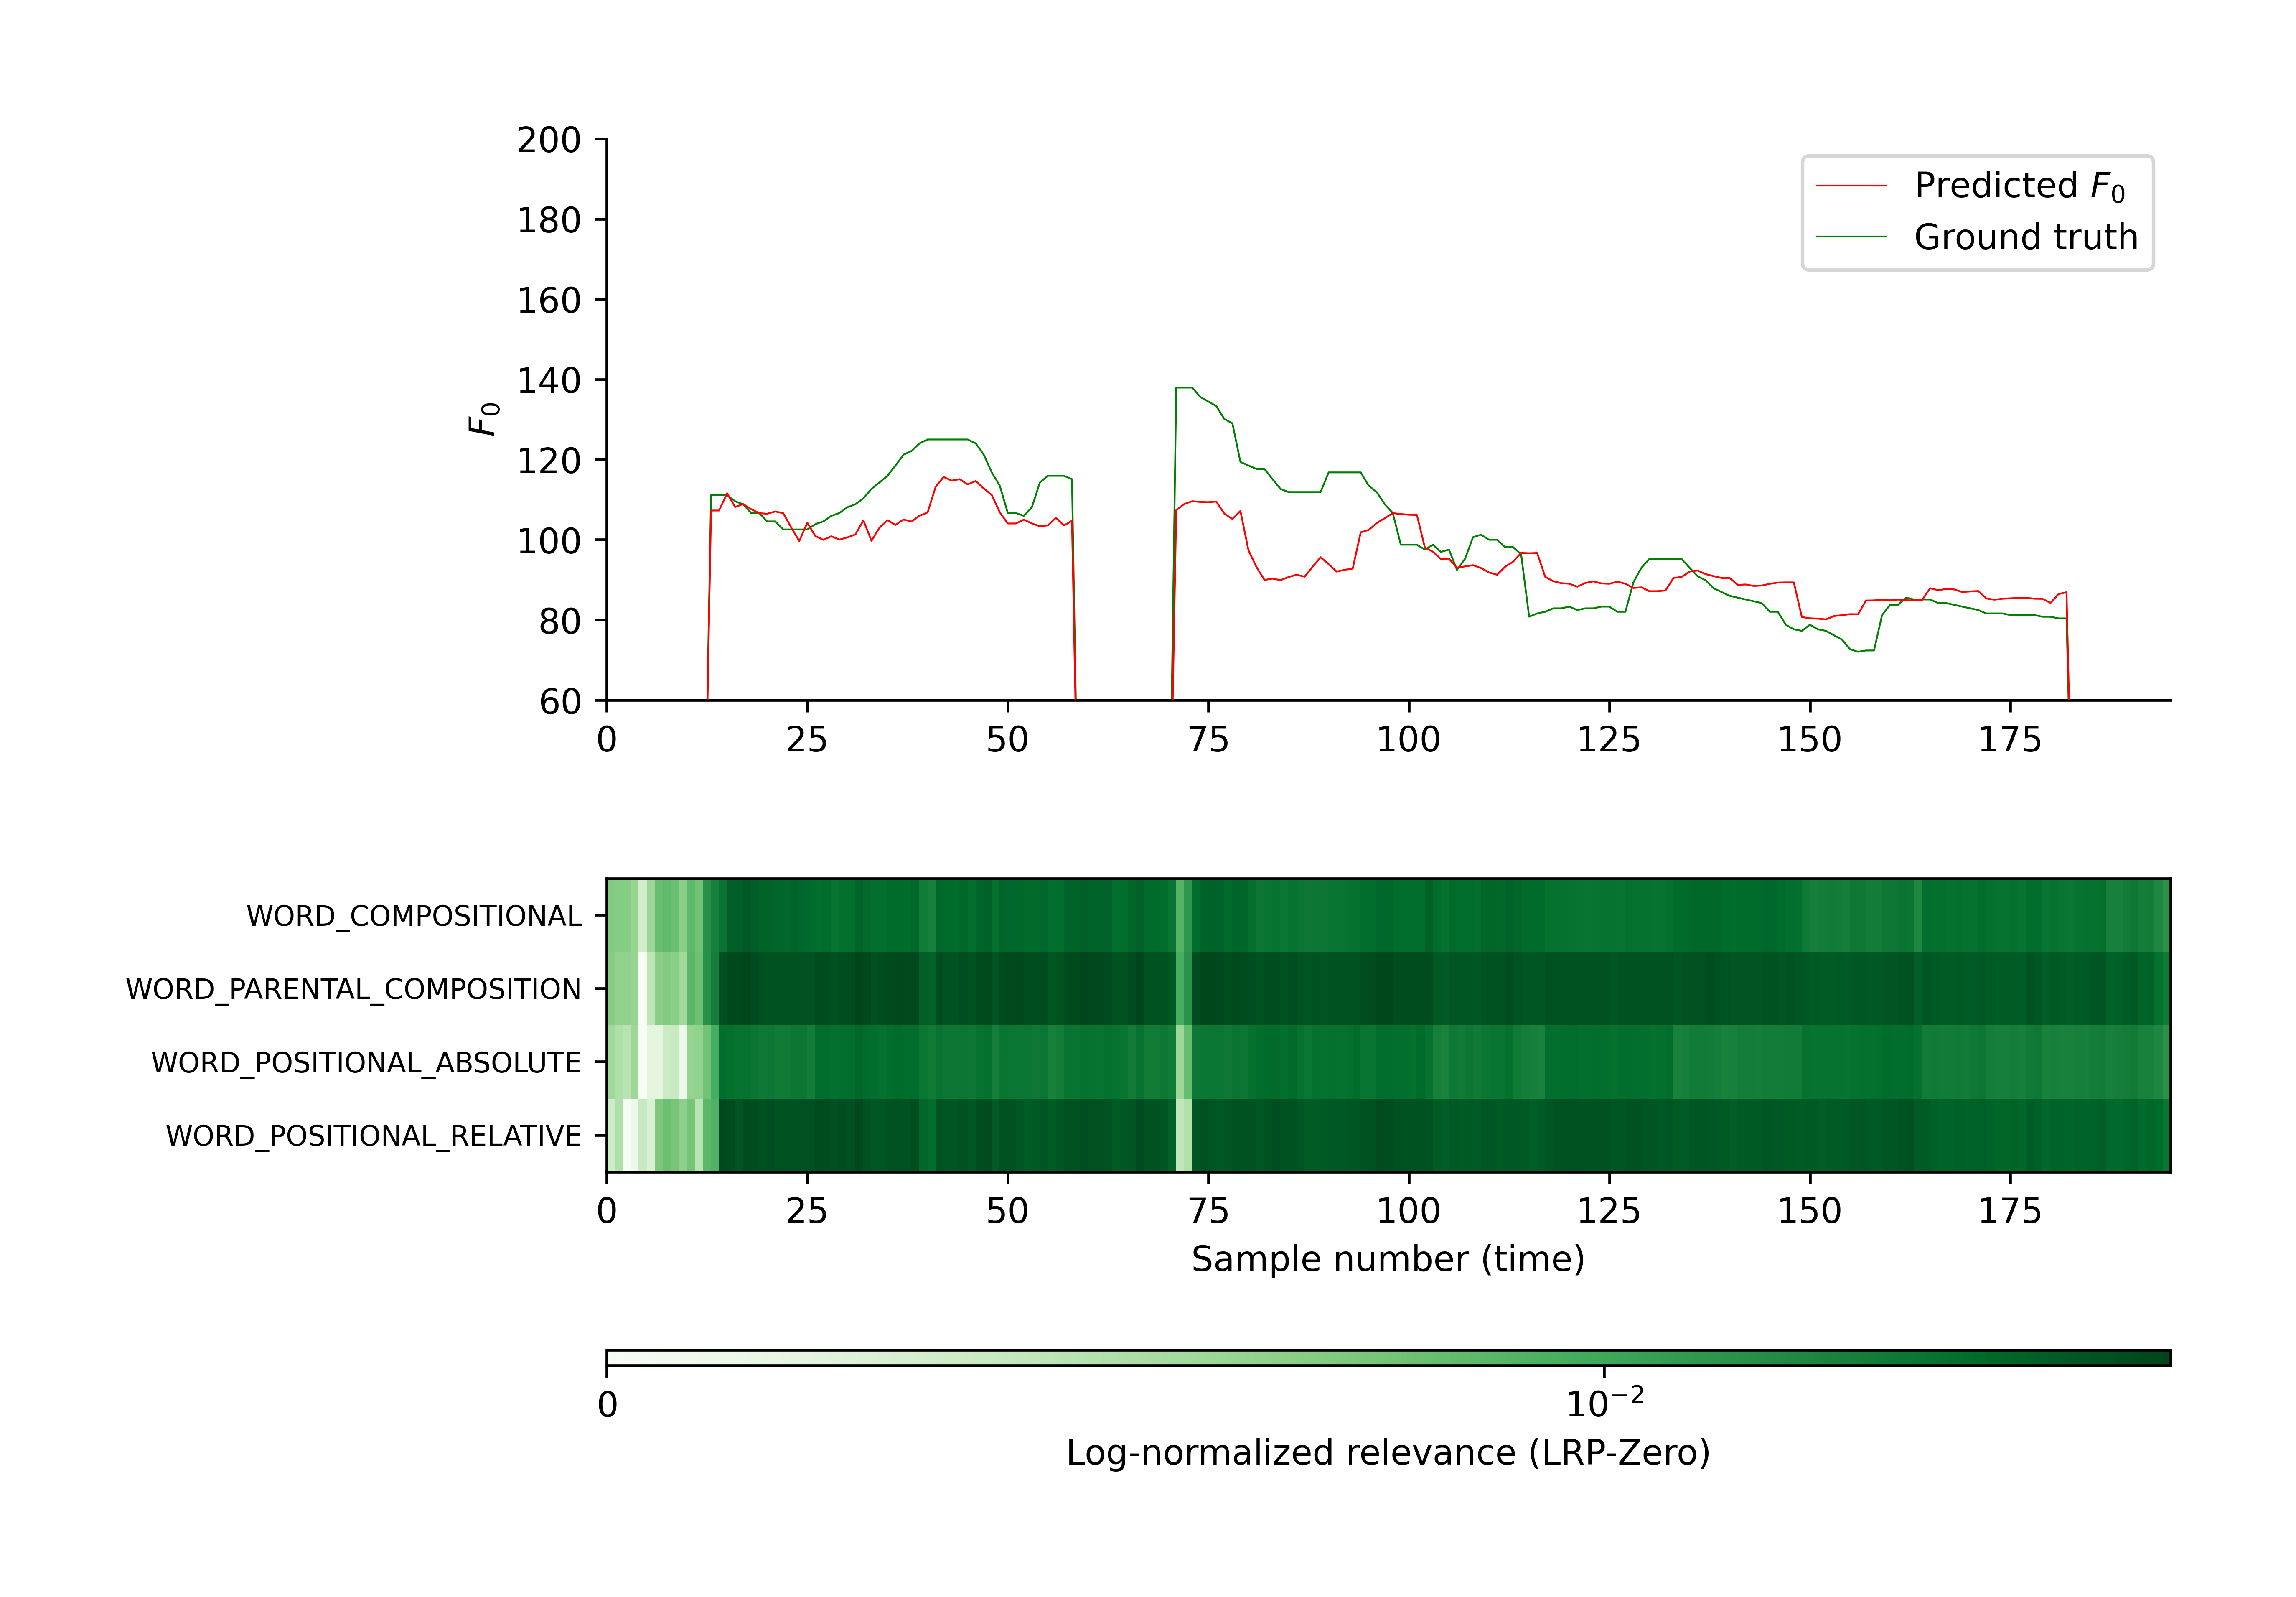 200
180
160
140
120
100
80
60
F₀
Predicted F₀
Ground truth
0 25 50 75 100 125 150 175
WORD_COMPOSITIONAL
WORD_PARENTAL_COMPOSITION
WORD_POSITIONAL_ABSOLUTE
WORD_POSITIONAL_RELATIVE
0 25 50 75 100 125 150 175
Sample number (time)
0 10⁻²
Log-normalized relevance (LRP-Zero)